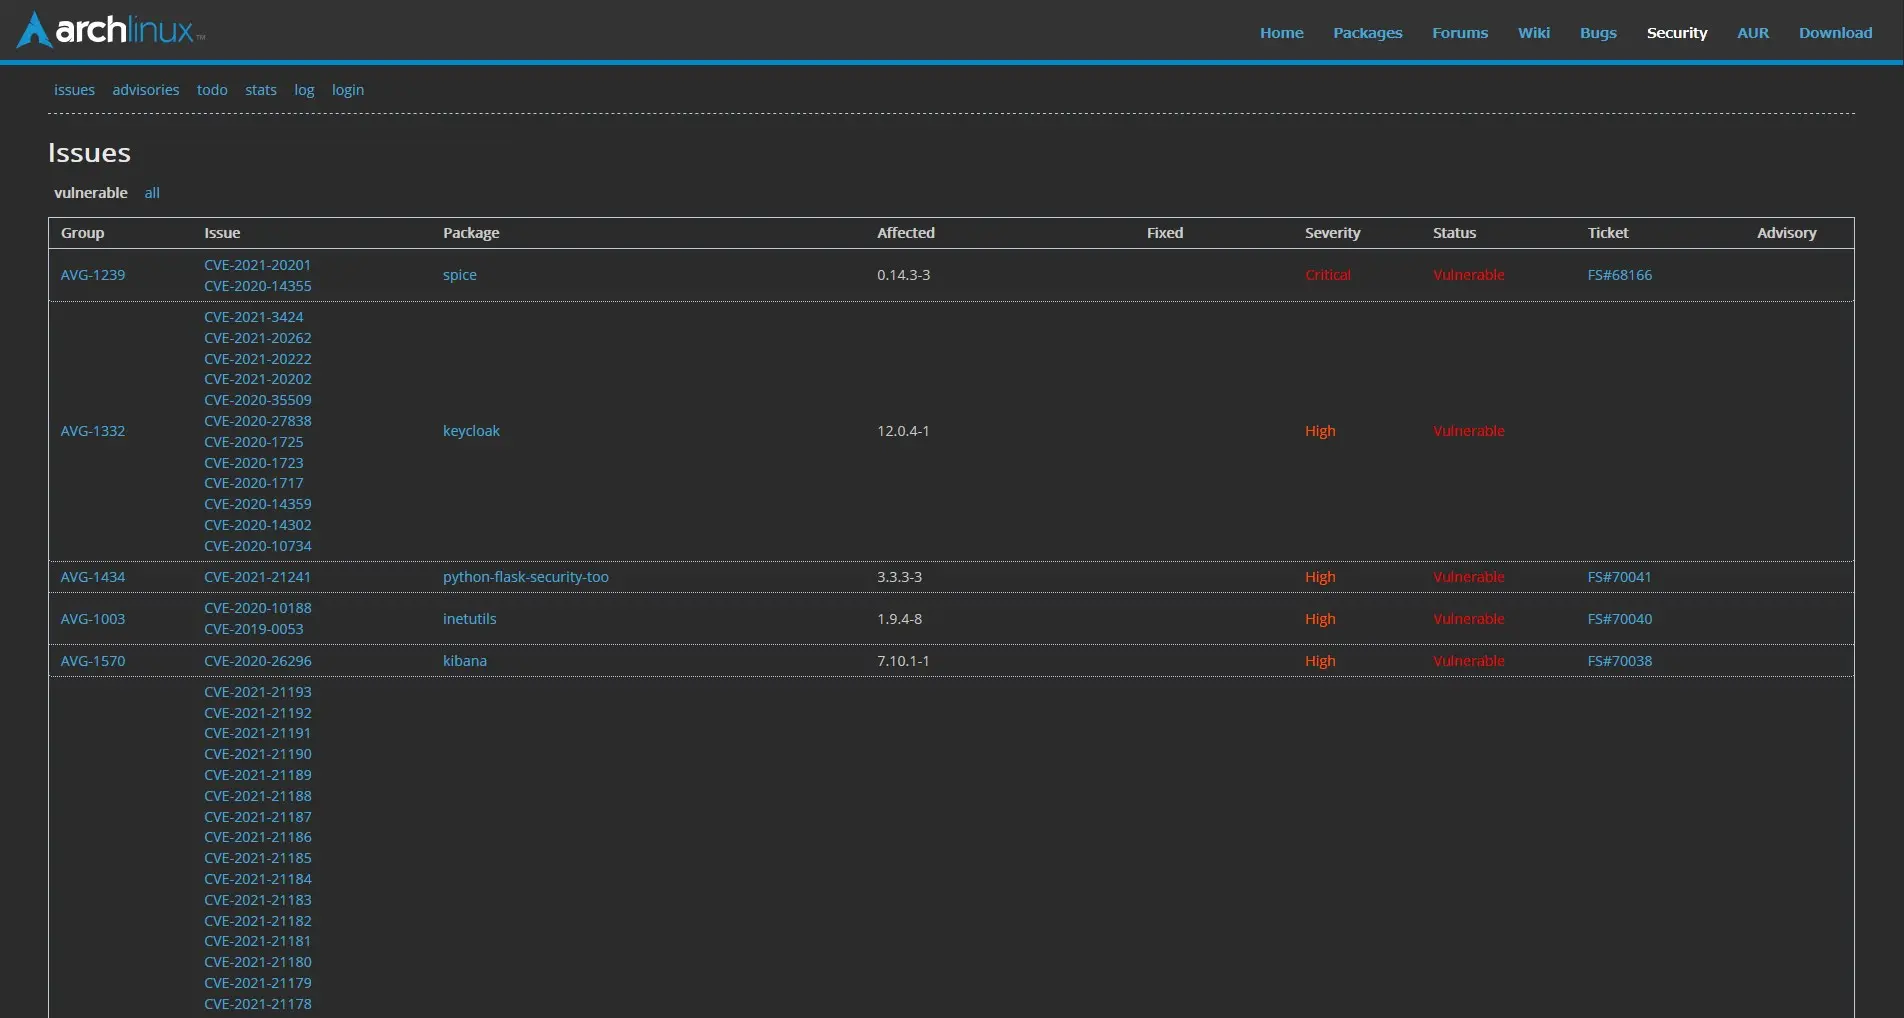 archlinux™
Home Packages Forums Wiki Bugs Security AUR Download
issues advisories todo stats log login
Issues
vulnerable all
Group Issue Package Affected Fixed Severity Status Ticket Advisory
AVG-1239 CVE-2021-20201 spice 0.14.3-3 Critical Vulnerable FS#68166
CVE-2020-14355
CVE-2021-3424
CVE-2021-20262
CVE-2021-20222
CVE-2021-20202
CVE-2020-35509
CVE-2020-27838
AVG-1332 keycloak 12.0.4-1 High Vulnerable
CVE-2020-1725
CVE-2020-1723
CVE-2020-1717
CVE-2020-14359
CVE-2020-14302
CVE-2020-10734
AVG-1434 CVE-2021-21241 python-flask-security-too 3.3.3-3 High Vulnerable FS#70041
AVG-1003 CVE-2020-10188 inetutils 1.9.4-8 High Vulnerable FS#70040
CVE-2019-0053
AVG-1570 CVE-2020-26296 kibana 7.10.1-1 High Vulnerable FS#70038
CVE-2021-21193
CVE-2021-21192
CVE-2021-21191
CVE-2021-21190
CVE-2021-21189
CVE-2021-21188
CVE-2021-21187
CVE-2021-21186
CVE-2021-21185
CVE-2021-21184
CVE-2021-21183
CVE-2021-21182
CVE-2021-21181
CVE-2021-21180
CVE-2021-21179
CVE-2021-21178